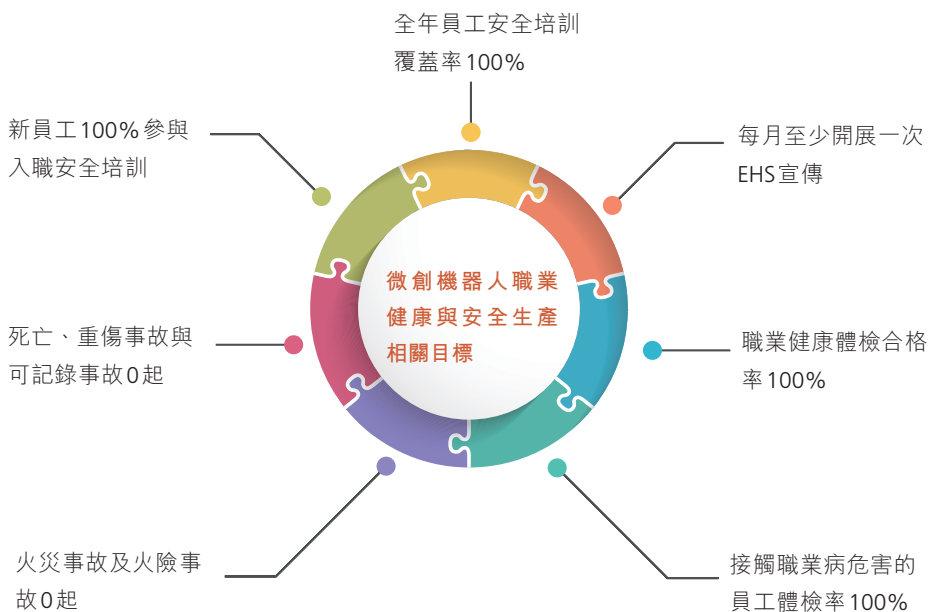 全年員工安全培訓
覆蓋率100%
新員工100%參與
入職安全培訓
每月至少開展一次
EHS宣傳
微創機器人職業
健康與安全生產
相關目標
死亡、重傷事故與
可記錄事故0起
職業健康體檢合格
率100%
火災事故及火險事
故0起
接觸職業病危害的
員工體檢率100%